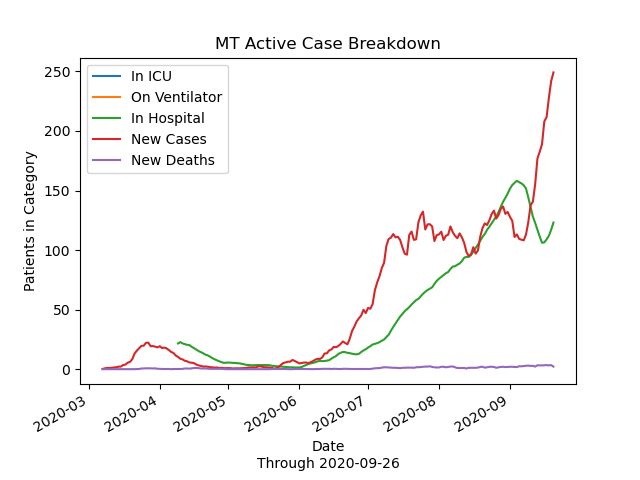 MT Active Case Breakdown
In ICU
On Ventilator
In Hospital
New Cases
New Deaths
250
200
150
100
50
0
Patients in Category
2020-03
2020-04
2020-05
2020-06
2020-07
2020-08
2020-09
Date
Through 2020-09-26